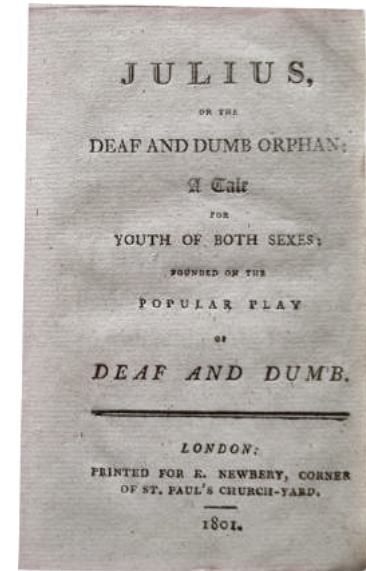 JULIUS,
OR THE
DEAF AND DUMB ORPHAN:
A Tale
FOR
YOUTH OF BOTH SEXES:
FOUNDED ON THE
POPULAR PLAY
OF
DEAF AND DUMB.
LONDON:
PRINTED FOR E. NEWBERY, CORNER
OF ST. PAUL'S CHURCH-YARD.
1801.